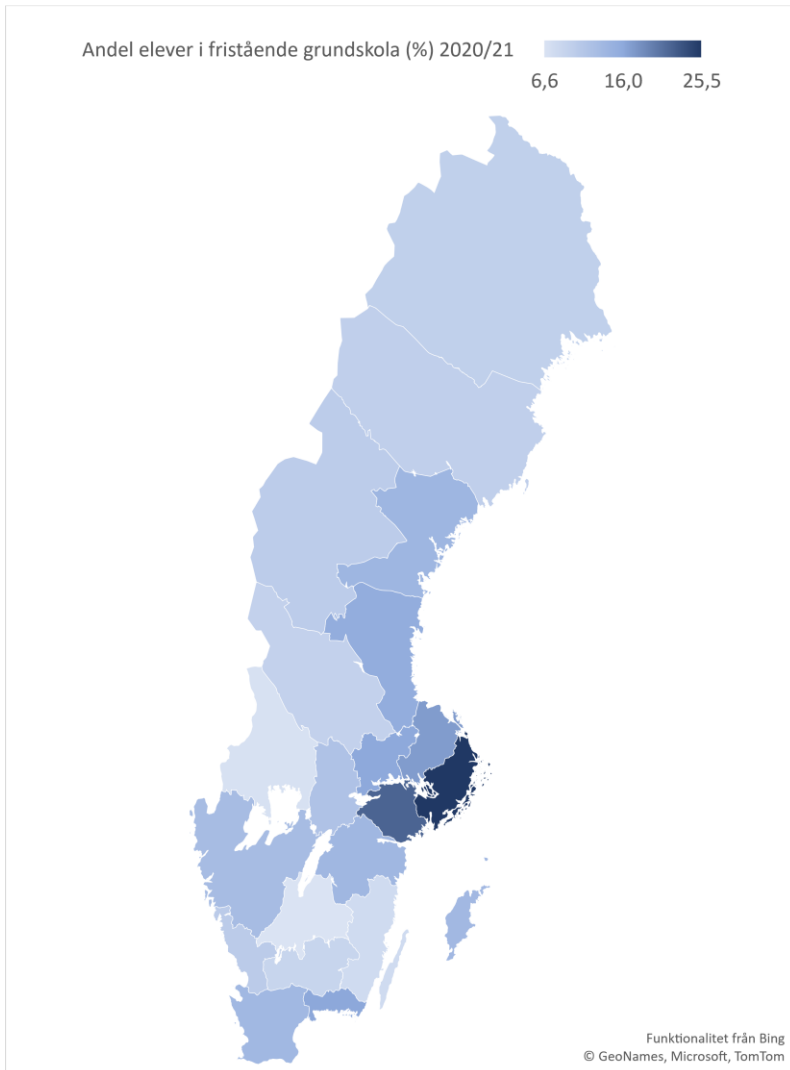 Andel elever i fristående grundskola (%) 2020/21
6,6 16,0 25,5
Funktionalitet från Bing
© GeoNames, Microsoft, TomTom